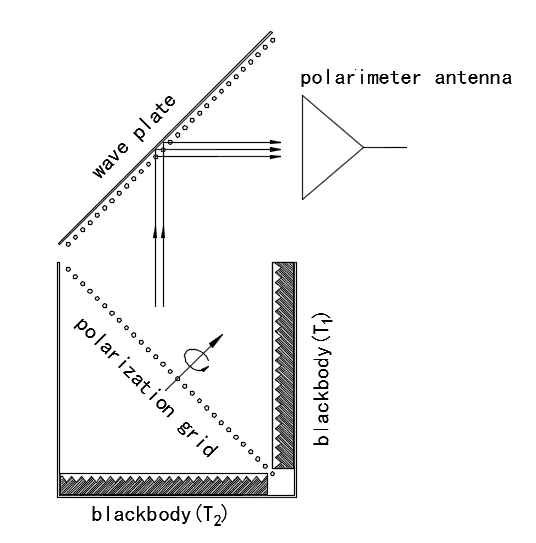 polarimeter antenna
wave plate
polarization grid
blackbody(T₁)
blackbody(T₂)